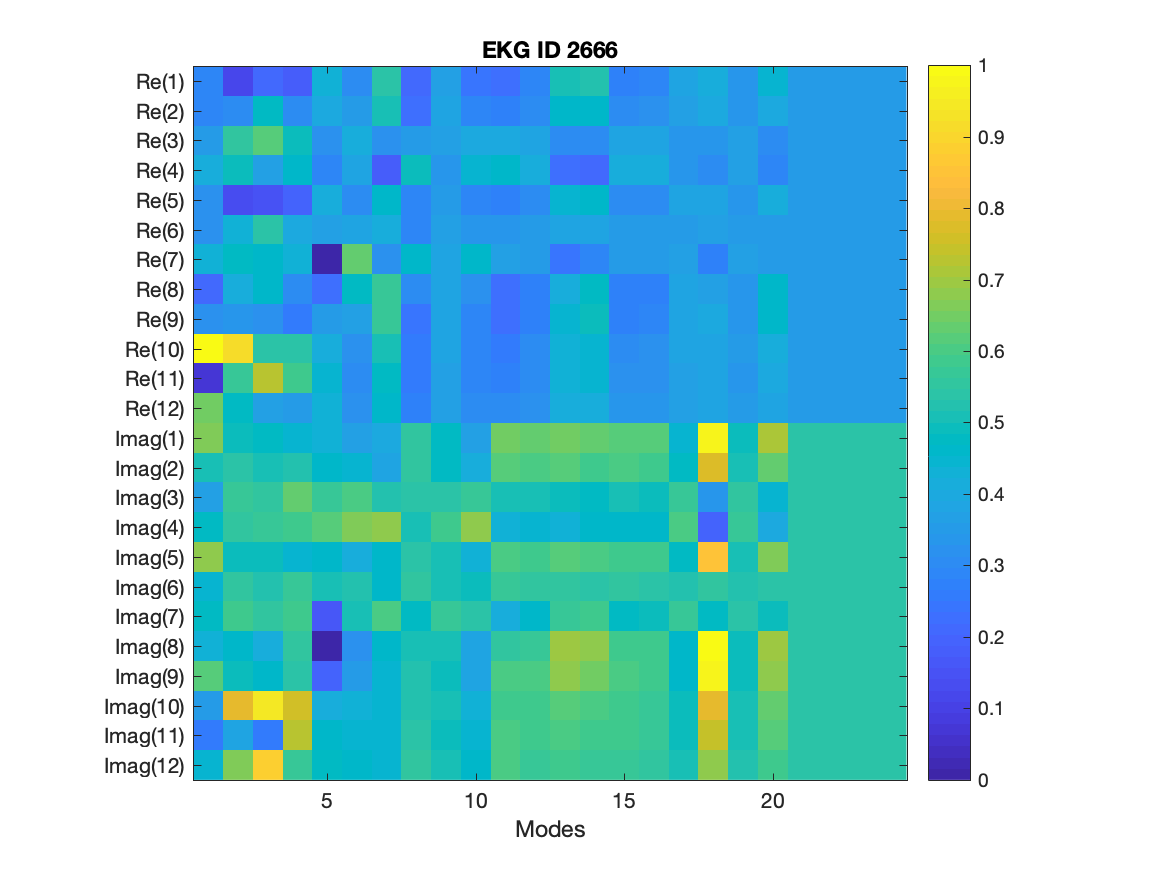 EKG ID 2666
Re(1)
Re(2)
Re(3)
Re(4)
Re(5)
Re(6)
Re(7)
Re(8)
Re(9)
Re(10)
Re(11)
Re(12)
Imag(1)
Imag(2)
Imag(3)
Imag(4)
Imag(5)
Imag(6)
Imag(7)
Imag(8)
Imag(9)
Imag(10)
Imag(11)
Imag(12)
5 10 15 20
Modes
1
0.9
0.8
0.7
0.6
0.5
0.4
0.3
0.2
0.1
0